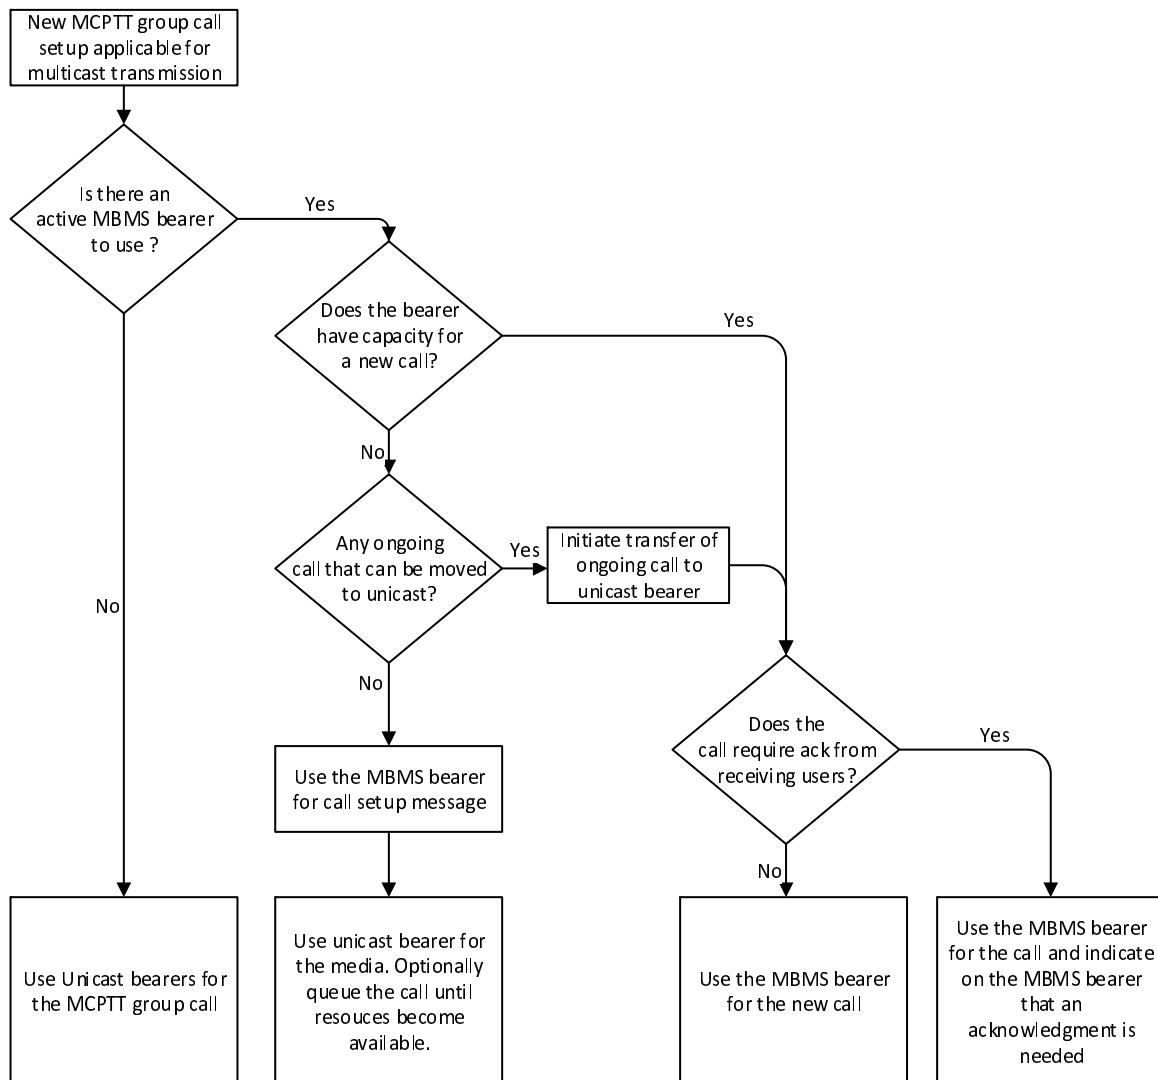 New MCPTT group call
setup applicable for
multicast transmission
Is there an
active MBMS bearer
to use ?
Yes
Does the bearer
have capacity for
a new call?
Yes
No
Any ongoing
call that can be moved
to unicast?
Yes
Initiate transfer of
ongoing call to
unicast bearer
No
No
Does the
call require ack from
receiving users?
Yes
Use the MBMS bearer
for call setup message
No
Use Unicast bearers for
the MCPTT group call
Use unicast bearer for
the media. Optionally
queue the call until
resouces become
available.
Use the MBMS bearer
for the new call
Use the MBMS bearer
for the call and indicate
on the MBMS bearer
that an
acknowledgment is
needed